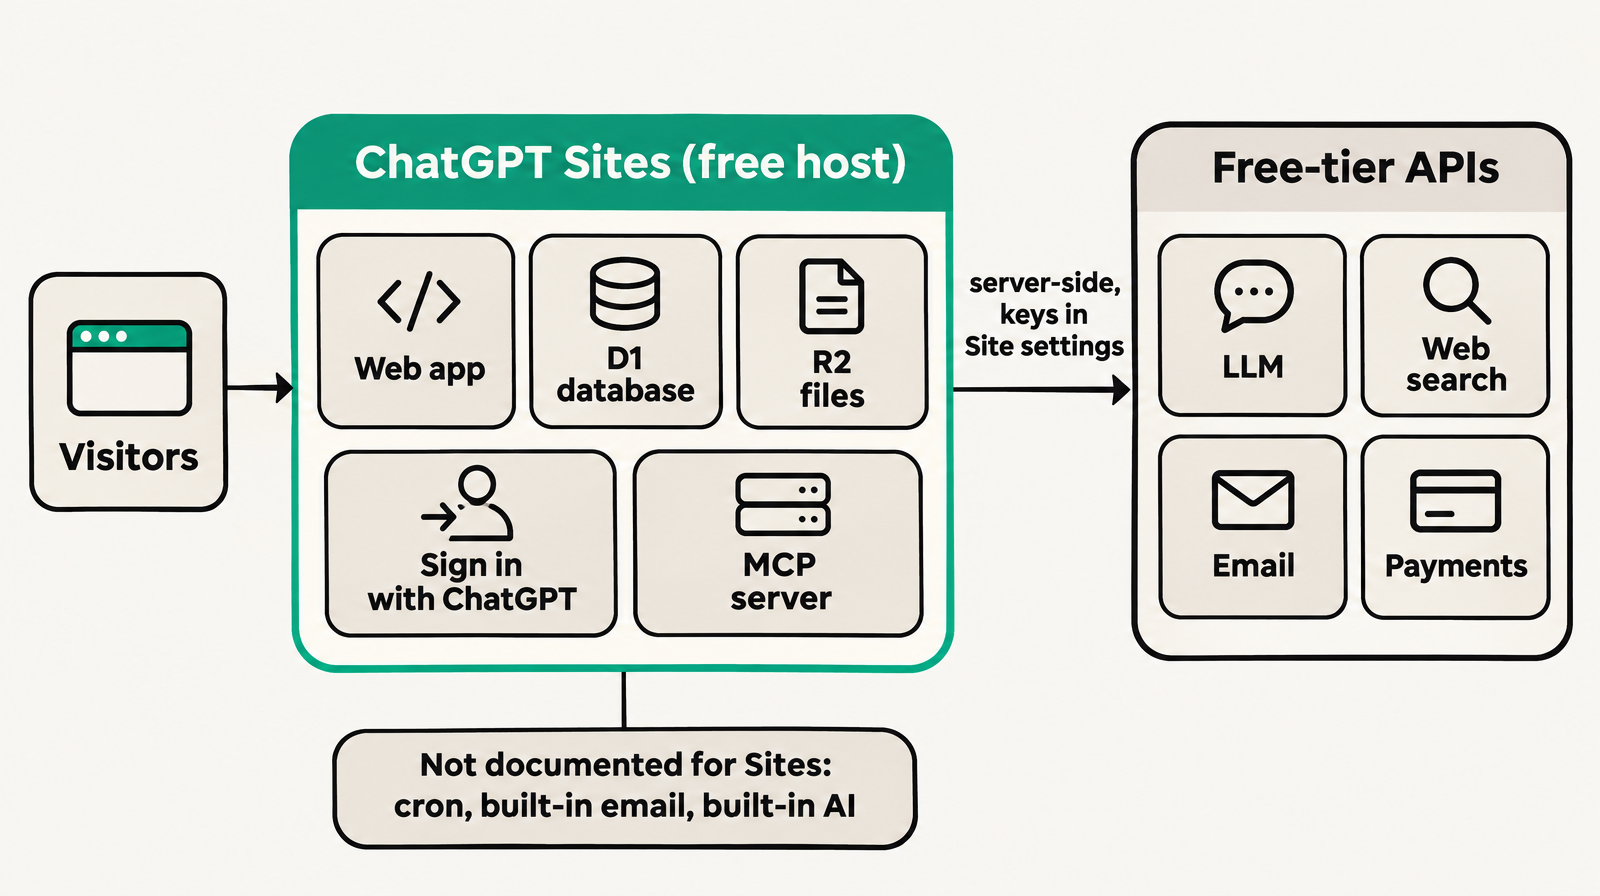 ChatGPT Sites (free host)
Free-tier APIs
Visitors
</>
Web app
D1
database
R2
files
Sign in
with ChatGPT
MCP
server
server-side,
keys in
Site settings
LLM
Web
search
Email
Payments
Not documented for Sites:
cron, built-in email, built-in AI